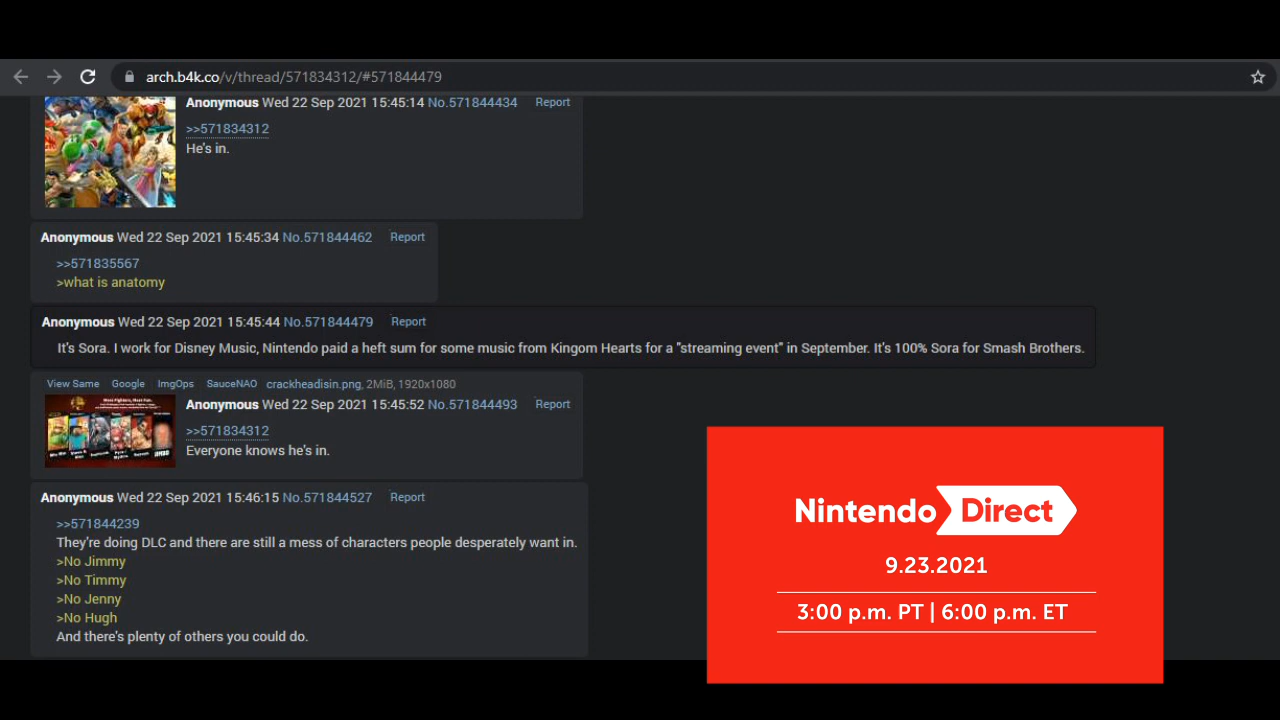 arch.b4k.co/v/thread/571834312/#571844479
Anonymous Wed 22 Sep 2021 15:45:14 No.571844434 Report
>>571834312
He's in.
Anonymous Wed 22 Sep 2021 15:45:34 No.571844462 Report
>>571835567
>what is anatomy
Anonymous Wed 22 Sep 2021 15:45:44 No.571844479 Report
It's Sora. I work for Disney Music, Nintendo paid a heft sum for some music from Kingom Hearts for a "streaming event" in September. It's 100% Sora for Smash Brothers.
View Same Google ImgOps SauceNAO crackheadisin.png, 2MiB, 1920x1080
Anonymous Wed 22 Sep 2021 15:45:52 No.571844493 Report
>>571834312
Everyone knows he's in.
Anonymous Wed 22 Sep 2021 15:46:15 No.571844527 Report
>>571844239
They're doing DLC and there are still a mess of characters people desperately want in.
>No Jimmy
>No Timmy
>No Jenny
>No Hugh
And there's plenty of others you could do.
Nintendo Direct
9.23.2021
3:00 p.m. PT | 6:00 p.m. ET